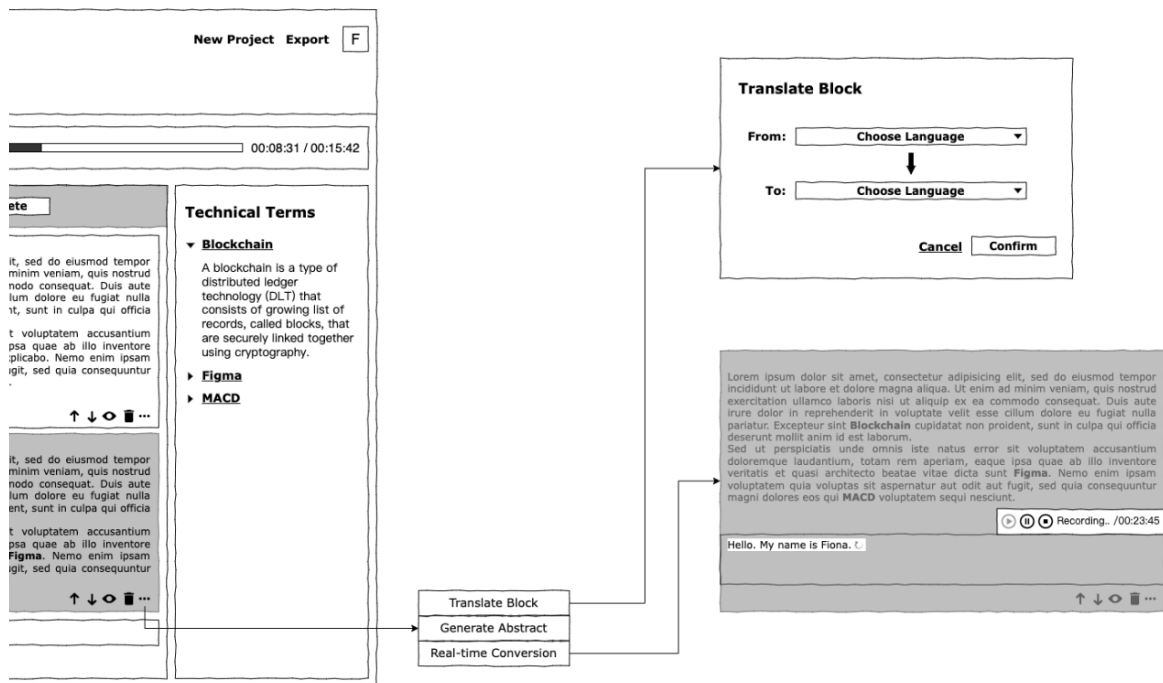 New Project Export F
00:08:31 / 00:15:42
ete
it, sed do eiusmod tempor
minim veniam, quis nostrud
modo consequat. Duis aute
lum dolore eu fugiat nulla
nt, sunt in culpa qui officia
t voluptatem accusantium
psa quae ab illo inventore
plicabo. Nemo enim ipsam
ugit, sed quia consequuntur
.
it, sed do eiusmod tempor
minim veniam, quis nostrud
modo consequat. Duis aute
lum dolore eu fugiat nulla
ent, sunt in culpa qui officia
t voluptatem accusantium
psa quae ab illo inventore
Figma. Nemo enim ipsam
ugit, sed quia consequuntur
Technical Terms
Blockchain
A blockchain is a type of
distributed ledger
technology (DLT) that
consists of growing list of
records, called blocks, that
are securely linked together
using cryptography.
Figma
MACD
Translate Block
Generate Abstract
Real-time Conversion
Translate Block
From: Choose Language
To: Choose Language
Cancel Confirm
Lorem ipsum dolor sit amet, consectetur adipisicing elit, sed do eiusmod tempor
incididunt ut labore et dolore magna aliqua. Ut enim ad minim veniam, quis nostrud
exercitation ullamco laboris nisi ut aliquip ex ea commodo consequat. Duis aute
irure dolor in reprehenderit in voluptate velit esse cillum dolore eu fugiat nulla
pariatur. Excepteur sint Blockchain cupidatat non proident, sunt in culpa qui officia
deserunt mollit anim id est laborum.
Sed ut perspiciatis unde omnis iste natus error sit voluptatem accusantium
doloremque laudantium, totam rem aperiam, eaque ipsa quae ab illo inventore
veritatis et quasi architecto beatae vitae dicta sunt Figma. Nemo enim ipsam
voluptatem quia voluptas sit aspernatur aut odit aut fugit, sed quia consequuntur
magni dolores eos qui MACD voluptatem sequi nesciunt.
Recording.. /00:23:45
Hello. My name is Fiona.